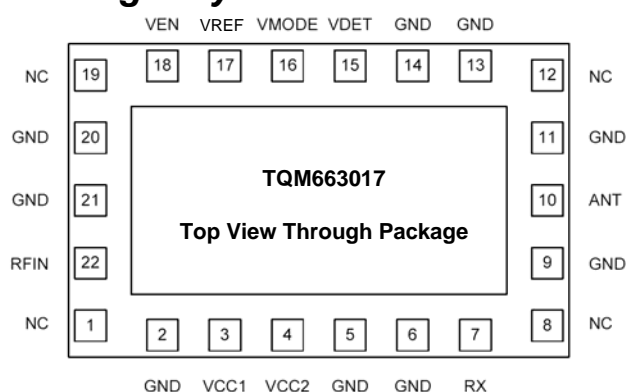 VEN VREF VMODE VDET GND GND
18 17 16 15 14 13
NC 19 12 NC
GND 20 11 GND
TQM663017
GND 21 10 ANT
Top View Through Package
RFIN 22 9 GND
NC 1 8 NC
2 3 4 5 6 7
GND VCC1 VCC2 GND GND RX